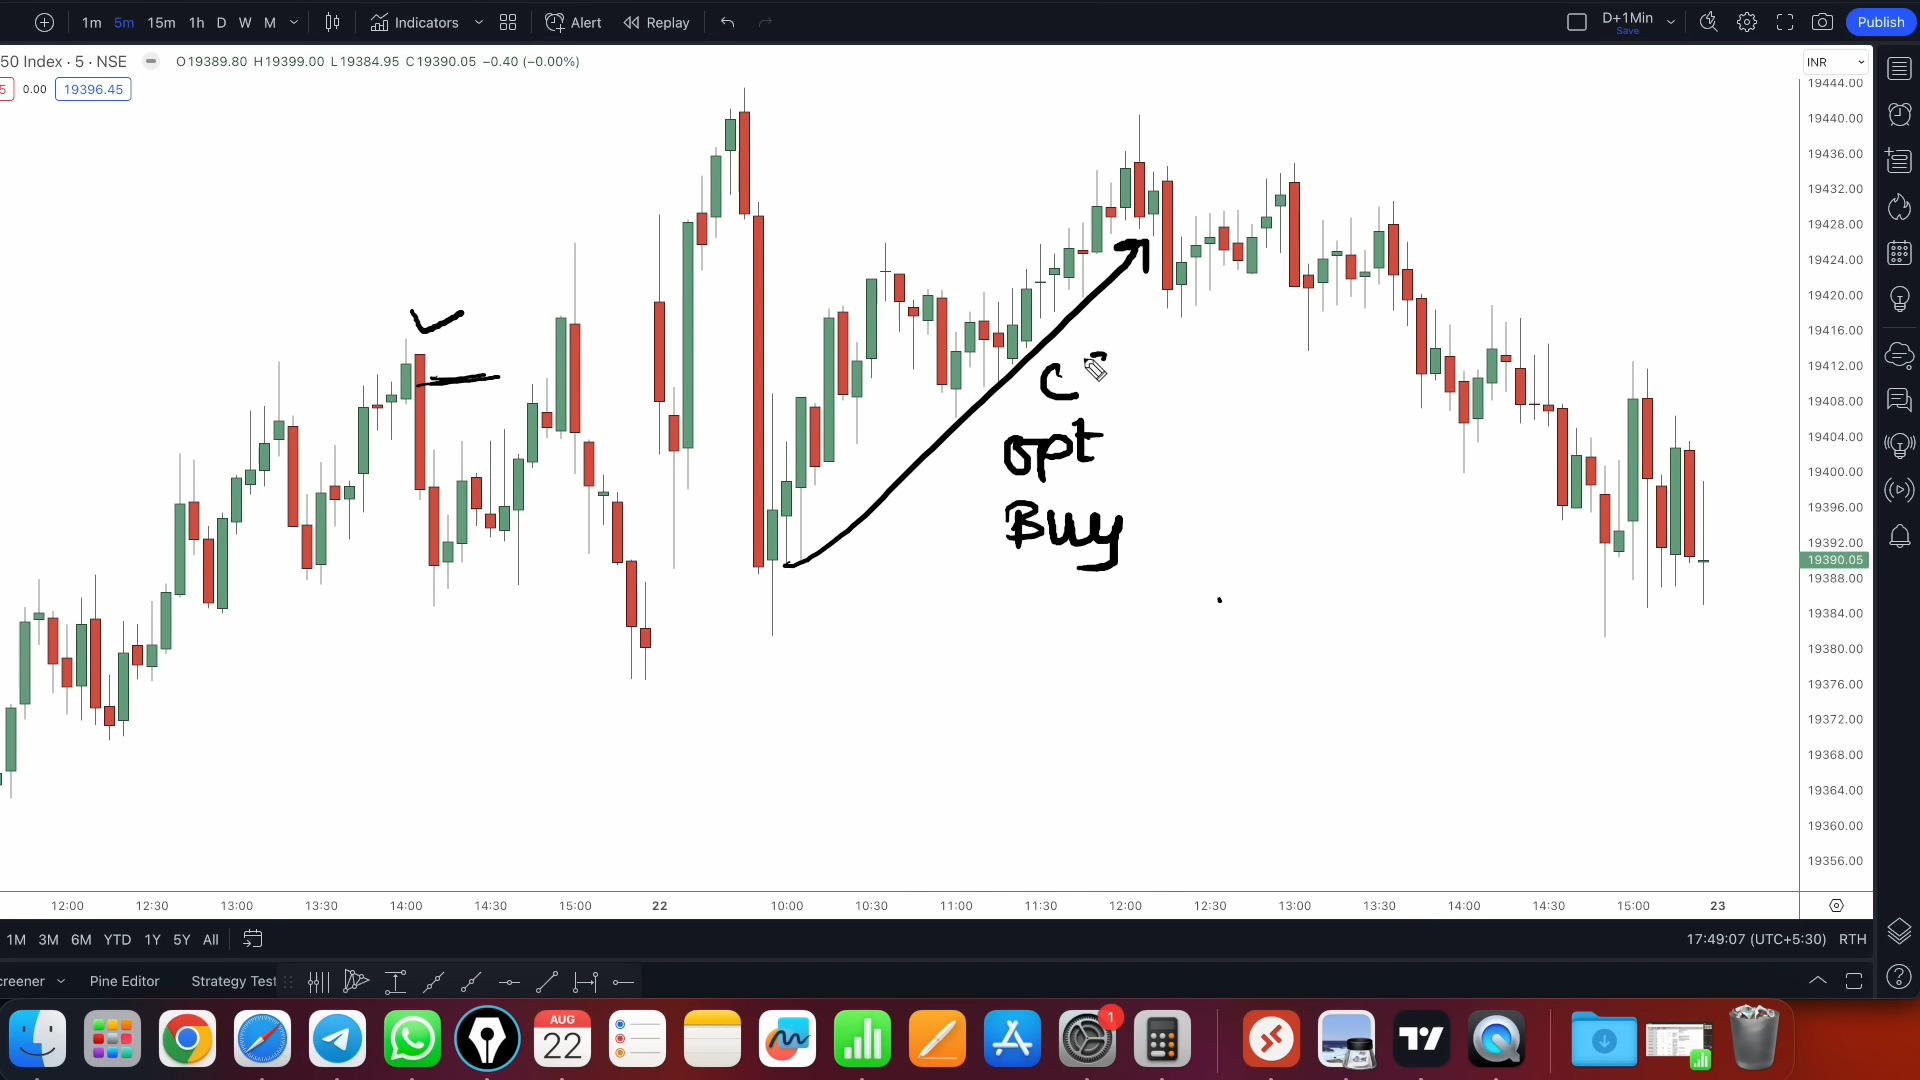 1m 5m 15m 1h D W M Indicators Alert Replay D+1Min Save Publish
50 Index · 5 · NSE O19389.80 H19399.00 L19384.95 C19390.05 −0.40 (−0.00%) INR
5 0.00 19396.45
19444.00
19440.00
19436.00
19432.00
19428.00
19424.00
19420.00
19416.00
19412.00
19408.00
19404.00
19400.00
19396.00
19392.00
19390.05
19388.00
19384.00
19380.00
19376.00
19372.00
19368.00
19364.00
19360.00
19356.00
C
opt
Buy
12:00 12:30 13:00 13:30 14:00 14:30 15:00 22 10:00 10:30 11:00 11:30 12:00 12:30 13:00 13:30 14:00 14:30 15:00 23
1M 3M 6M YTD 1Y 5Y All 17:49:07 (UTC+5:30) RTH
creener Pine Editor Strategy Test
AUG
22
1